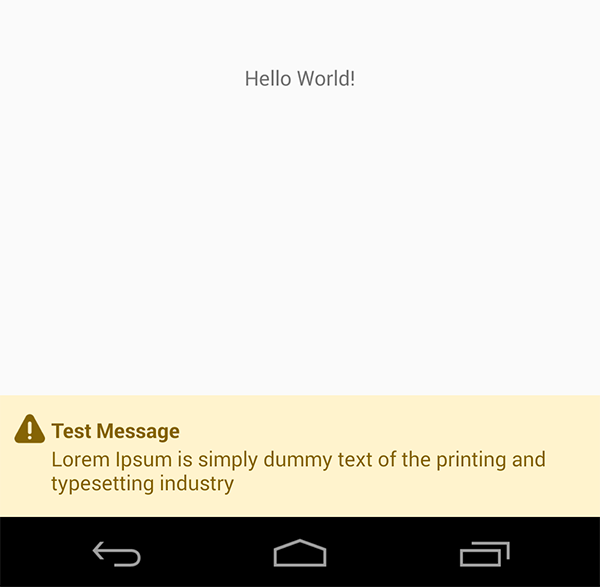 Hello World!
Test Message
Lorem Ipsum is simply dummy text of the printing and
typesetting industry